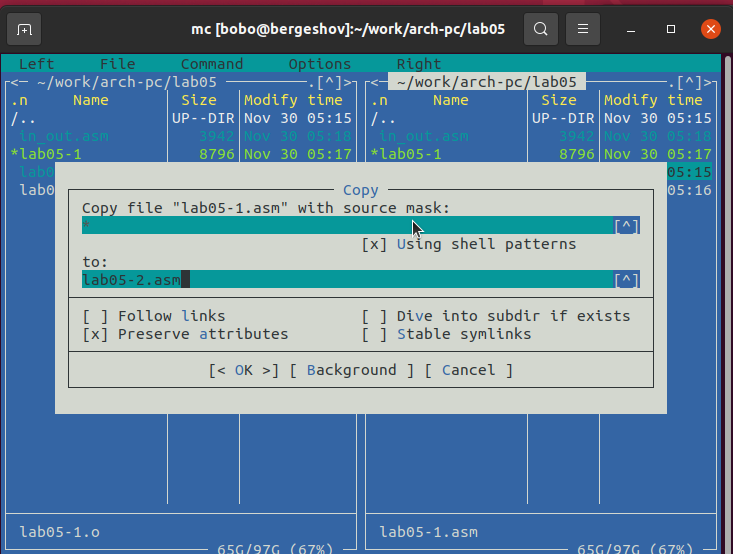 mc [bobo@bergeshov]:~/work/arch-pc/lab05
Left File Command Options Right
<─ ~/work/arch-pc/lab05 .[^]> <─ ~/work/arch-pc/lab05 .[^]>
.n Name Size Modify time .n Name Size Modify time
/.. UP--DIR Nov 30 05:15 /.. UP--DIR Nov 30 05:15
in_out.asm 3942 Nov 30 05:18 in_out.asm 3942 Nov 30 05:18
*lab05-1 8796 Nov 30 05:17 *lab05-1 8796 Nov 30 05:17
lab0 05:15
lab0 05:16
Copy
Copy file "lab05-1.asm" with source mask:
* [^]
[x] Using shell patterns
to:
lab05-2.asm [^]
[ ] Follow links [ ] Dive into subdir if exists
[x] Preserve attributes [ ] Stable symlinks
[< OK >] [ Background ] [ Cancel ]
lab05-1.o lab05-1.asm
65G/97G (67%) 65G/97G (67%)